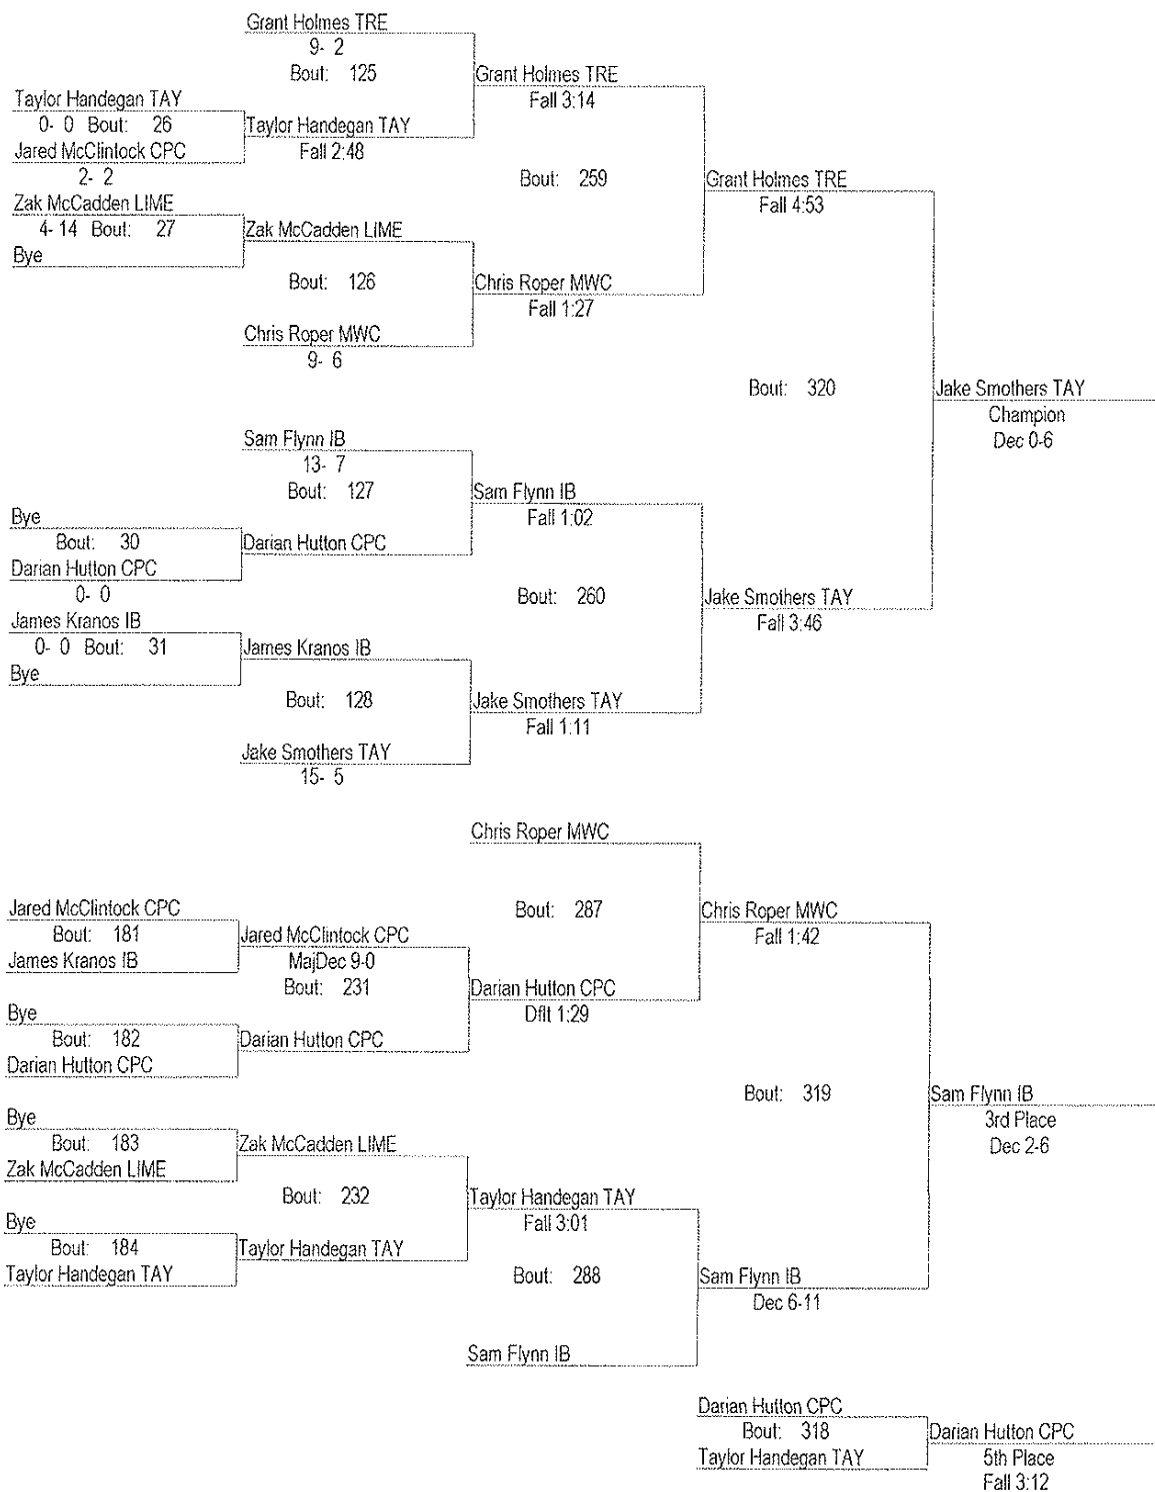 Grant Holmes TRE
9- 2
Bout: 125
Grant Holmes TRE
Fall 3:14
Taylor Handegan TAY
0- 0 Bout: 26
Taylor Handegan TAY
Jared McClintock CPC
Fall 2:48
2- 2
Bout: 259
Grant Holmes TRE
Fall 4:53
Zak McCadden LIME
4- 14 Bout: 27
Zak McCadden LIME
Bye
Bout: 126
Chris Roper MWC
Fall 1:27
Chris Roper MWC
9- 6
Bout: 320
Jake Smothers TAY
Champion
Dec 0-6
Sam Flynn IB
13- 7
Bout: 127
Sam Flynn IB
Fall 1:02
Bye
Bout: 30
Darian Hutton CPC
Darian Hutton CPC
0- 0
Bout: 260
Jake Smothers TAY
Fall 3:46
James Kranos IB
0- 0 Bout: 31
James Kranos IB
Bye
Bout: 128
Jake Smothers TAY
Fall 1:11
Jake Smothers TAY
15- 5
Chris Roper MWC
Bout: 287
Chris Roper MWC
Fall 1:42
Jared McClintock CPC
Bout: 181
Jared McClintock CPC
James Kranos IB
MajDec 9-0
Bout: 231
Darian Hutton CPC
Dflt 1:29
Bye
Bout: 182
Darian Hutton CPC
Darian Hutton CPC
Bout: 319
Sam Flynn IB
3rd Place
Dec 2-6
Bye
Bout: 183
Zak McCadden LIME
Zak McCadden LIME
Bout: 232
Taylor Handegan TAY
Fall 3:01
Bye
Bout: 184
Taylor Handegan TAY
Taylor Handegan TAY
Bout: 288
Sam Flynn IB
Dec 6-11
Sam Flynn IB
Darian Hutton CPC
Bout: 318
Darian Hutton CPC
Taylor Handegan TAY
5th Place
Fall 3:12